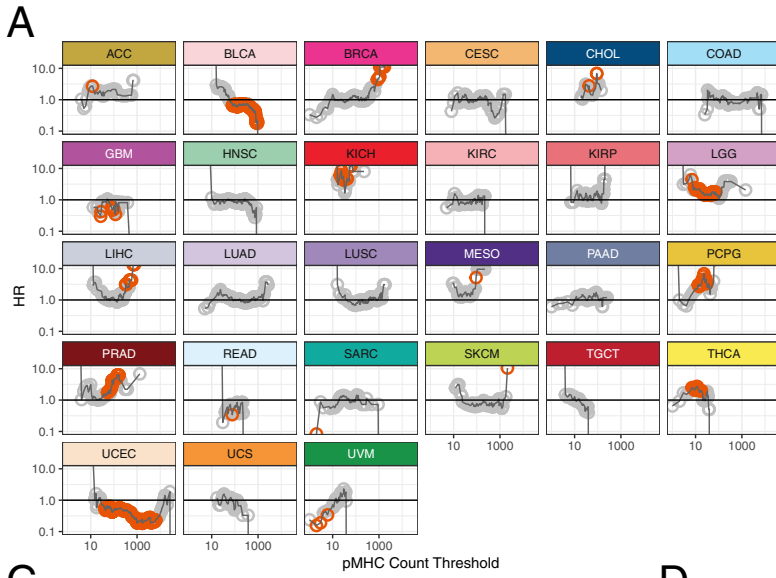 A
ACC BLCA BRCA CESC CHOL COAD
10.0
1.0
0.1
GBM HNSC KICH KIRC KIRP LGG
10.0
1.0
0.1
LIHC LUAD LUSC MESO PAAD PCPG
10.0
1.0
0.1
HR
PRAD READ SARC SKCM TGCT THCA
10.0
1.0
0.1
10 1000 10 1000 10 1000
UCEC UCS UVM
10.0
1.0
0.1
10 1000 10 1000 10 1000
pMHC Count Threshold